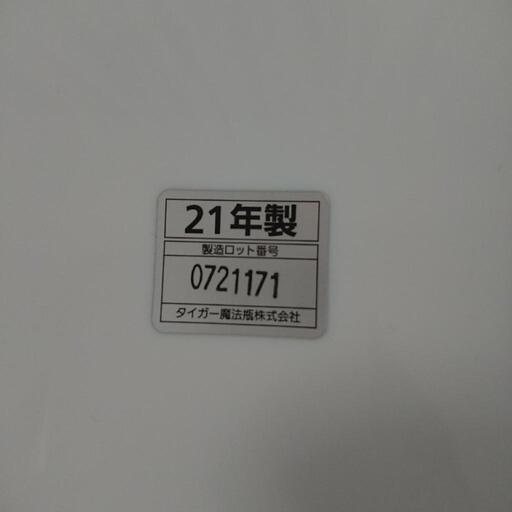 21年製
製造ロット番号
0721171
タイガー魔法瓶株式会社